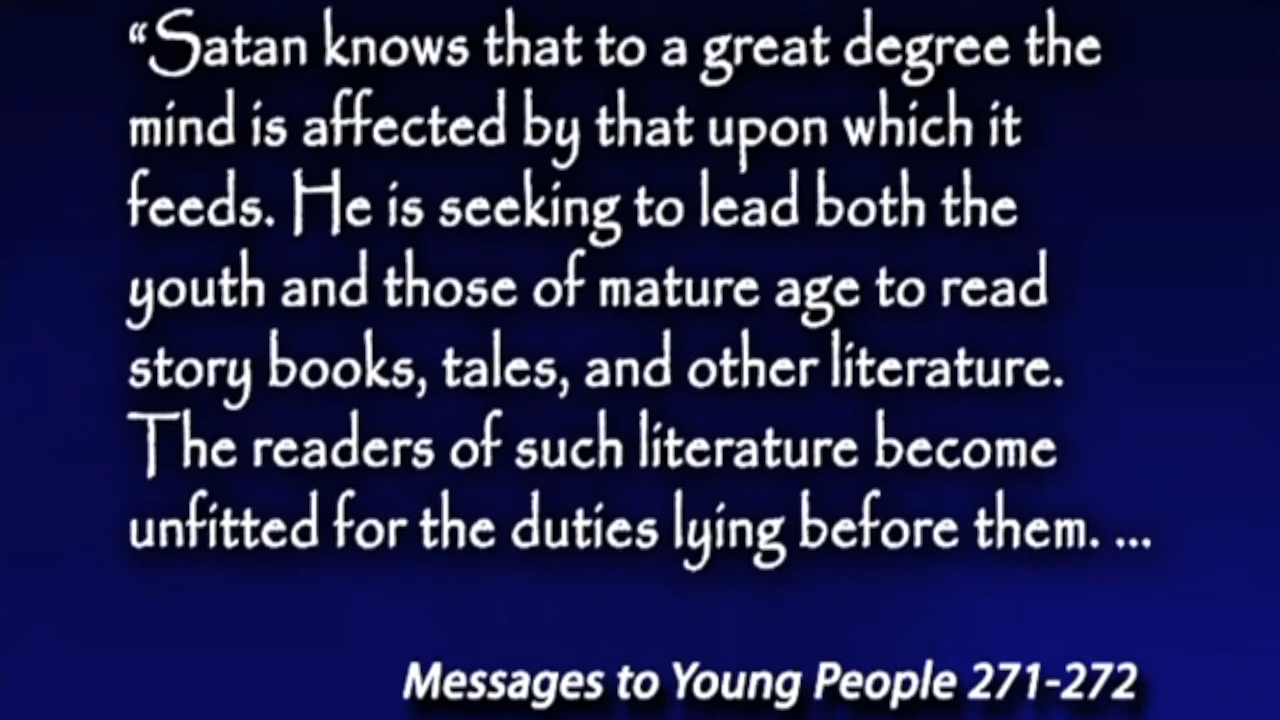 “Satan knows that to a great degree the
mind is affected by that upon which it
feeds. He is seeking to lead both the
youth and those of mature age to read
story books, tales, and other literature.
The readers of such literature become
unfitted for the duties lying before them. ...
Messages to Young People 271-272